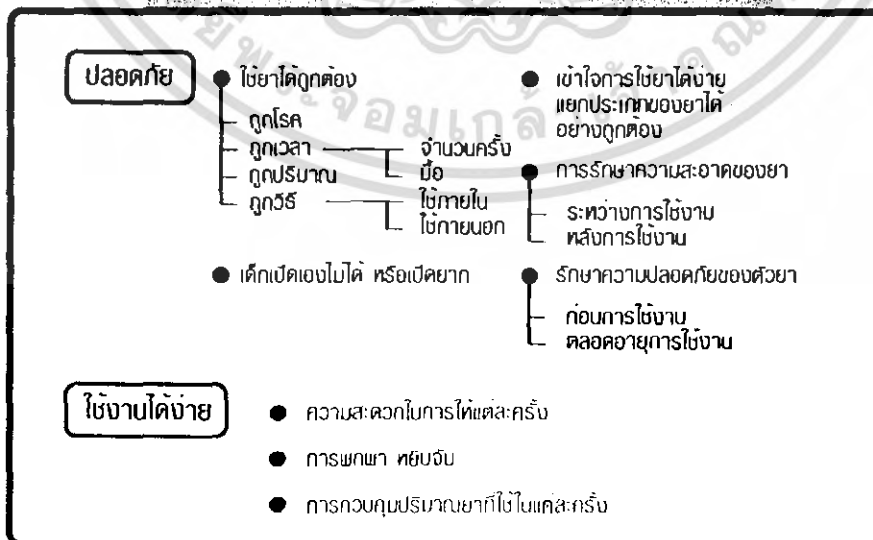 ปลอดภัย
ใช้ยาได้ถูกต้อง
ถูกโรค
ถูกเวลา
จำนวนครั้ง
มื้อ
ถูกปริมาณ
ถูกวิธี
ใช้ภายใน
ใช้ภายนอก
เด็กเปิดเองไม่ได้ หรือเปิดยาก
เข้าใจการใช้ยาได้ง่าย
แยกประเภทของยาได้
อย่างถูกต้อง
การรักษาความสะอาดของยา
ระหว่างการใช้งาน
หลังการใช้งาน
รักษาความปลอดภัยของตัวยา
ก่อนการใช้งาน
ตลอดอายุการใช้งาน
ใช้งานได้ง่าย
ความสะดวกในการใช้แต่ละครั้ง
การพกพา หยิบจับ
การควบคุมปริมาณยาที่ใช้ในแต่ละครั้ง